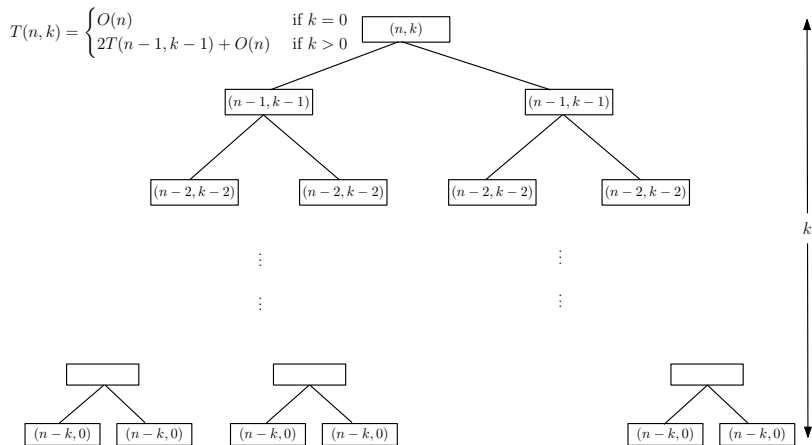 T(n, k) = { O(n) if k = 0
2T(n − 1, k − 1) + O(n) if k > 0
(n, k)
(n − 1, k − 1) (n − 1, k − 1)
(n − 2, k − 2) (n − 2, k − 2) (n − 2, k − 2) (n − 2, k − 2)
k
⋮ ⋮
⋮ ⋮
(n − k, 0) (n − k, 0) (n − k, 0) (n − k, 0) (n − k, 0) (n − k, 0)